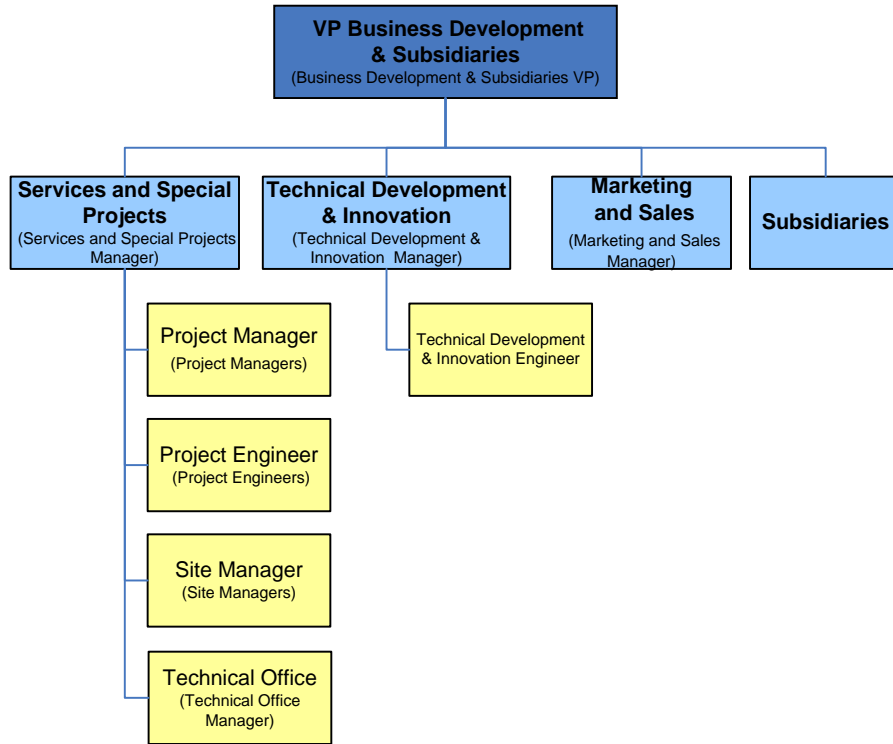 VP Business Development
& Subsidiaries
(Business Development & Subsidiaries VP)
Services and Special
Projects
(Services and Special Projects
Manager)
Technical Development
& Innovation
(Technical Development &
Innovation Manager)
Marketing
and Sales
(Marketing and Sales
Manager)
Subsidiaries
Project Manager
(Project Managers)
Technical Development
& Innovation Engineer
Project Engineer
(Project Engineers)
Site Manager
(Site Managers)
Technical Office
(Technical Office
Manager)